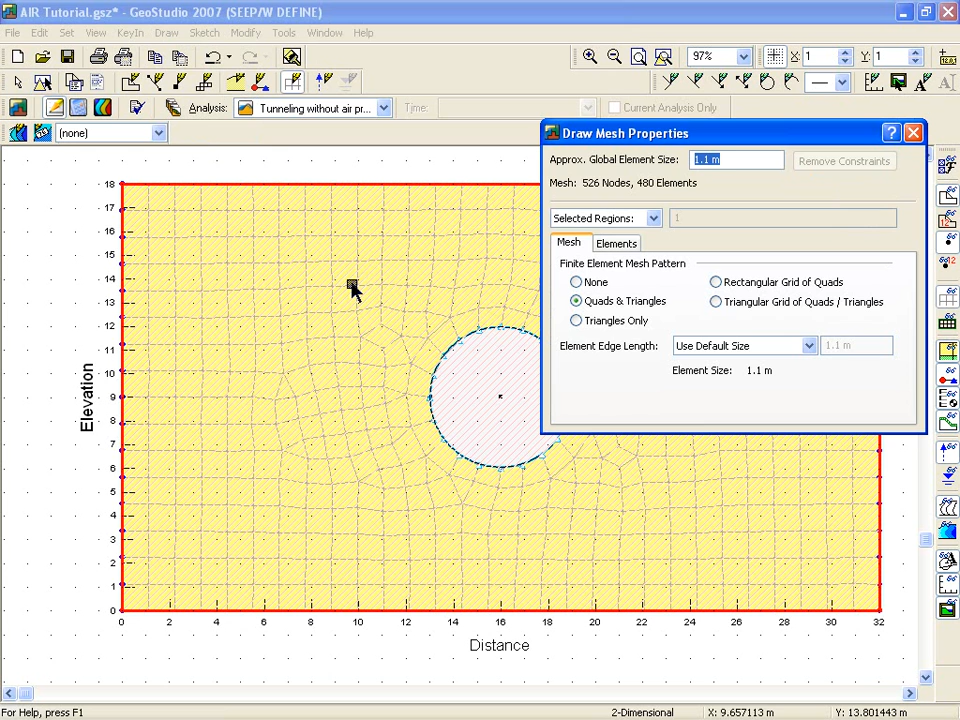 AIR Tutorial.gsz* - GeoStudio 2007 (SEEP/W DEFINE)
File Edit Set View KeyIn Draw Sketch Modify Tools Window Help
97% X: 1 Y: 1
Analysis: Tunneling without air pr... Time: Current Analysis Only
(none)
Draw Mesh Properties
Approx. Global Element Size: 1.1 m Remove Constraints
Mesh: 526 Nodes, 480 Elements
Selected Regions: 1
Mesh Elements
Finite Element Mesh Pattern
None Rectangular Grid of Quads
Quads & Triangles Triangular Grid of Quads / Triangles
Triangles Only
Element Edge Length: Use Default Size 1.1 m
Element Size: 1.1 m
18
17
16
15
14
13
12
11
10
9
8
7
6
5
4
3
2
1
0
Elevation
0 2 4 6 8 10 12 14 16 18 20 22 24 26 28 30 32
Distance
For Help, press F1 2-Dimensional X: 9.657113 m Y: 13.801443 m